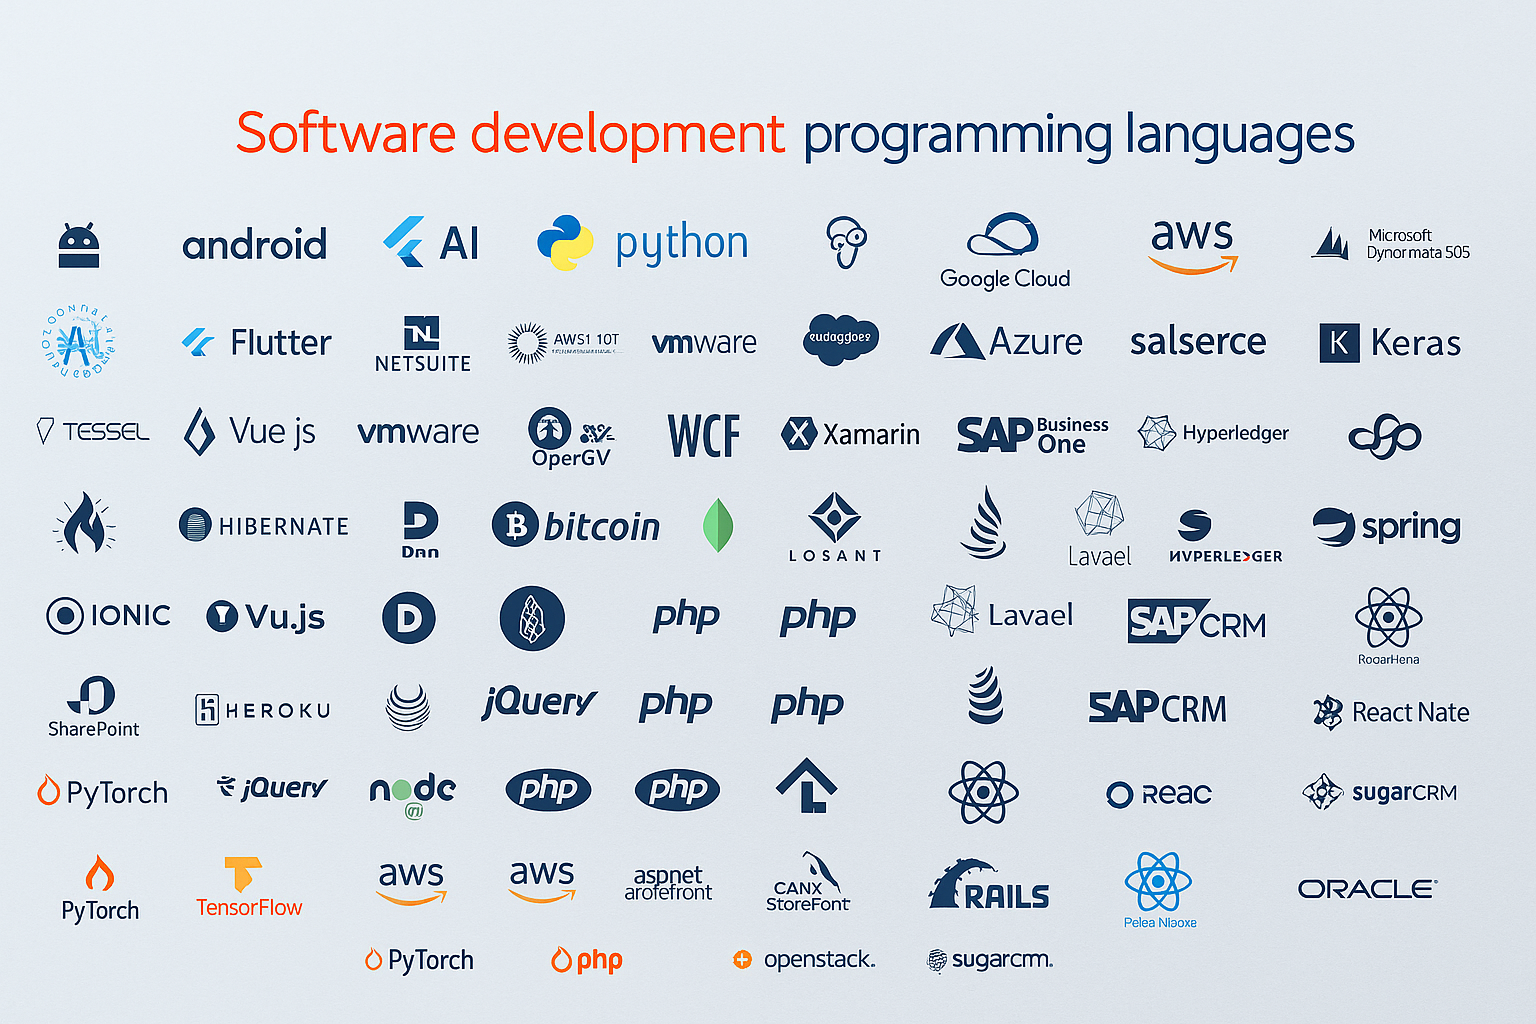 Software development programming languages
android
AI
python
Google Cloud
aws
Microsoft
Dynormata 505
Flutter
NETSUITE
AWS1 10T
vmware
eudagdoes
Azure
salserce
K Keras
TESSEL
Vue js
vmware
OperGV
WCF
X Xamarin
SAP Business One
Hyperledger
HIBERNATE
D
Dnn
bitcoin
LOSANT
Lavael
HVPERLEDGER
spring
IONIC
Vu.js
D
php
php
Lavael
SAP CRM
RooarHena
SharePoint
HEROKU
jQuery
php
php
SAP CRM
React Nate
PyTorch
jQuery
node
php
php
REAC
sugarCRM
PyTorch
TensorFlow
aws
aws
aspnet
arofefront
CANX
StoreFont
RAILS
Pelea Nlaoxe
ORACLE
PyTorch
php
openstack.
sugarcrm.